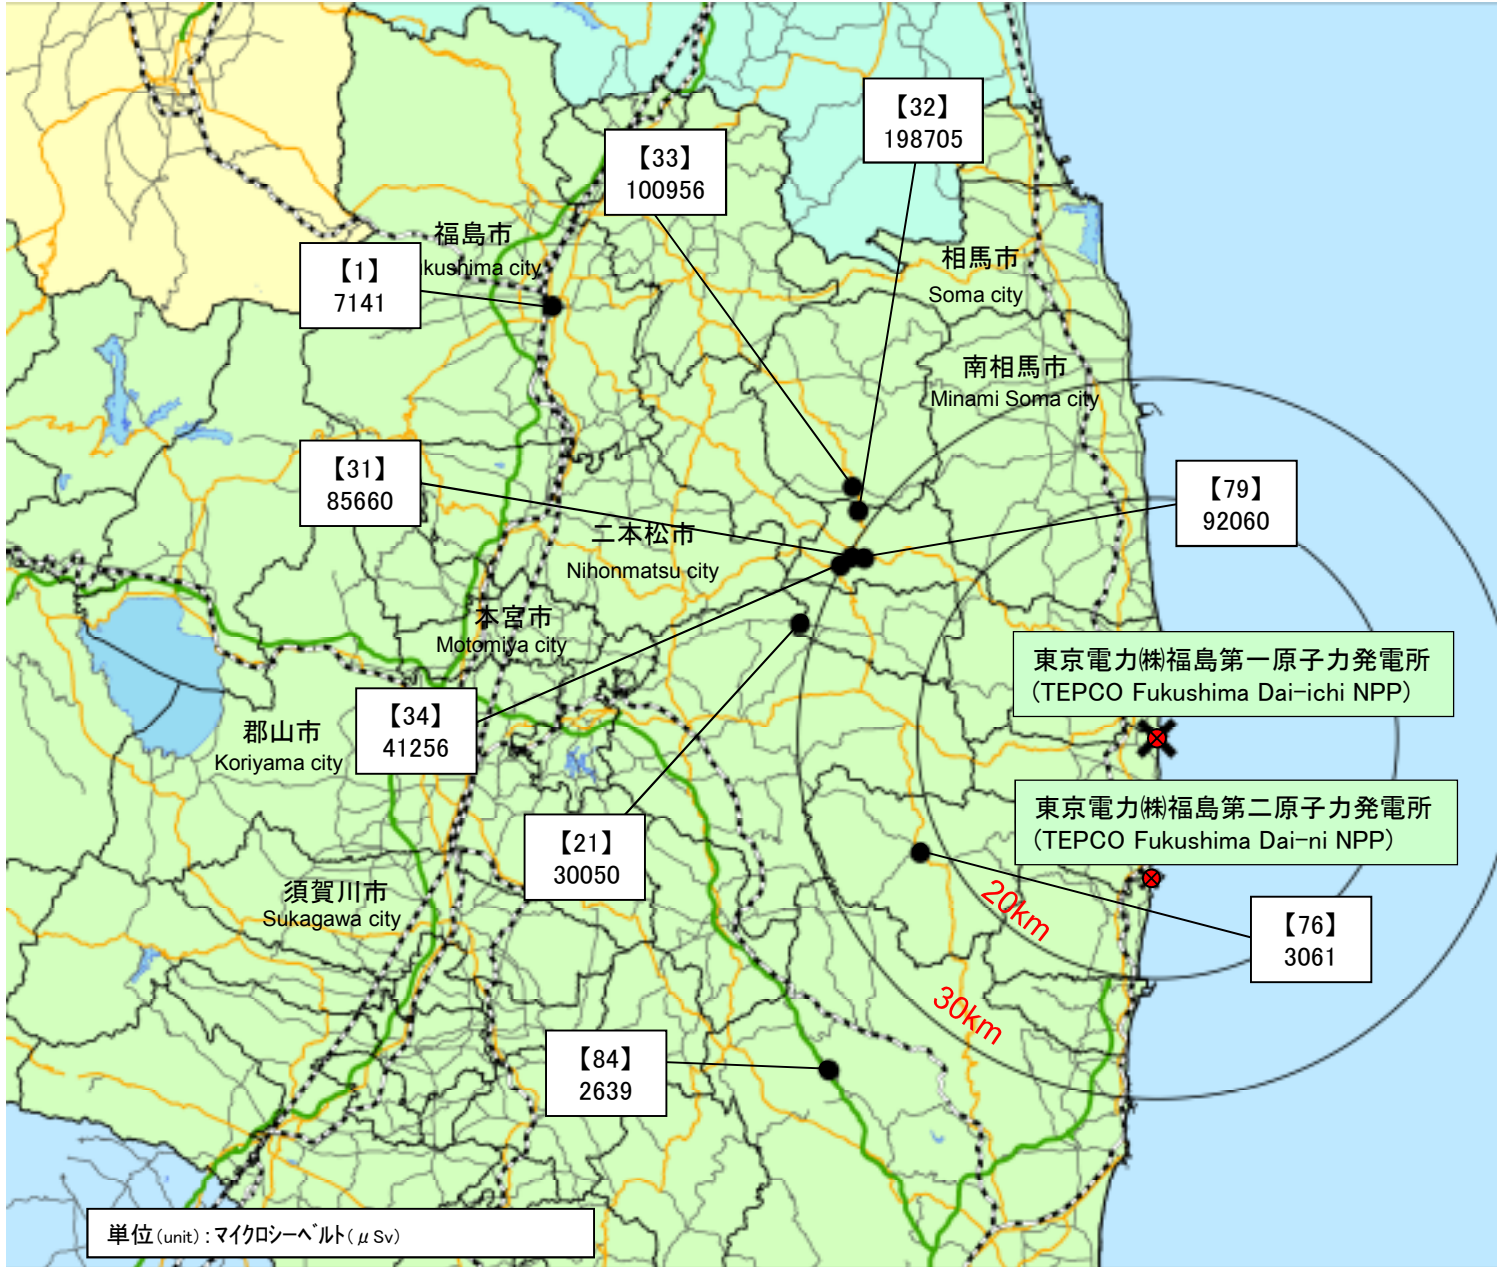 【32】
198705
【33】
100956
福島市
kushima city
【1】
7141
相馬市
Soma city
南相馬市
Minami Soma city
【31】
85660
【79】
92060
二本松市
Nihonmatsu city
本宮市
Motomiya city
東京電力㈱福島第一原子力発電所
(TEPCO Fukushima Dai-ichi NPP)
【34】
41256
郡山市
Koriyama city
東京電力㈱福島第二原子力発電所
(TEPCO Fukushima Dai-ni NPP)
【21】
30050
須賀川市
Sukagawa city
20km
【76】
3061
30km
【84】
2639
単位(unit):マイクロシーベルト(μSv)